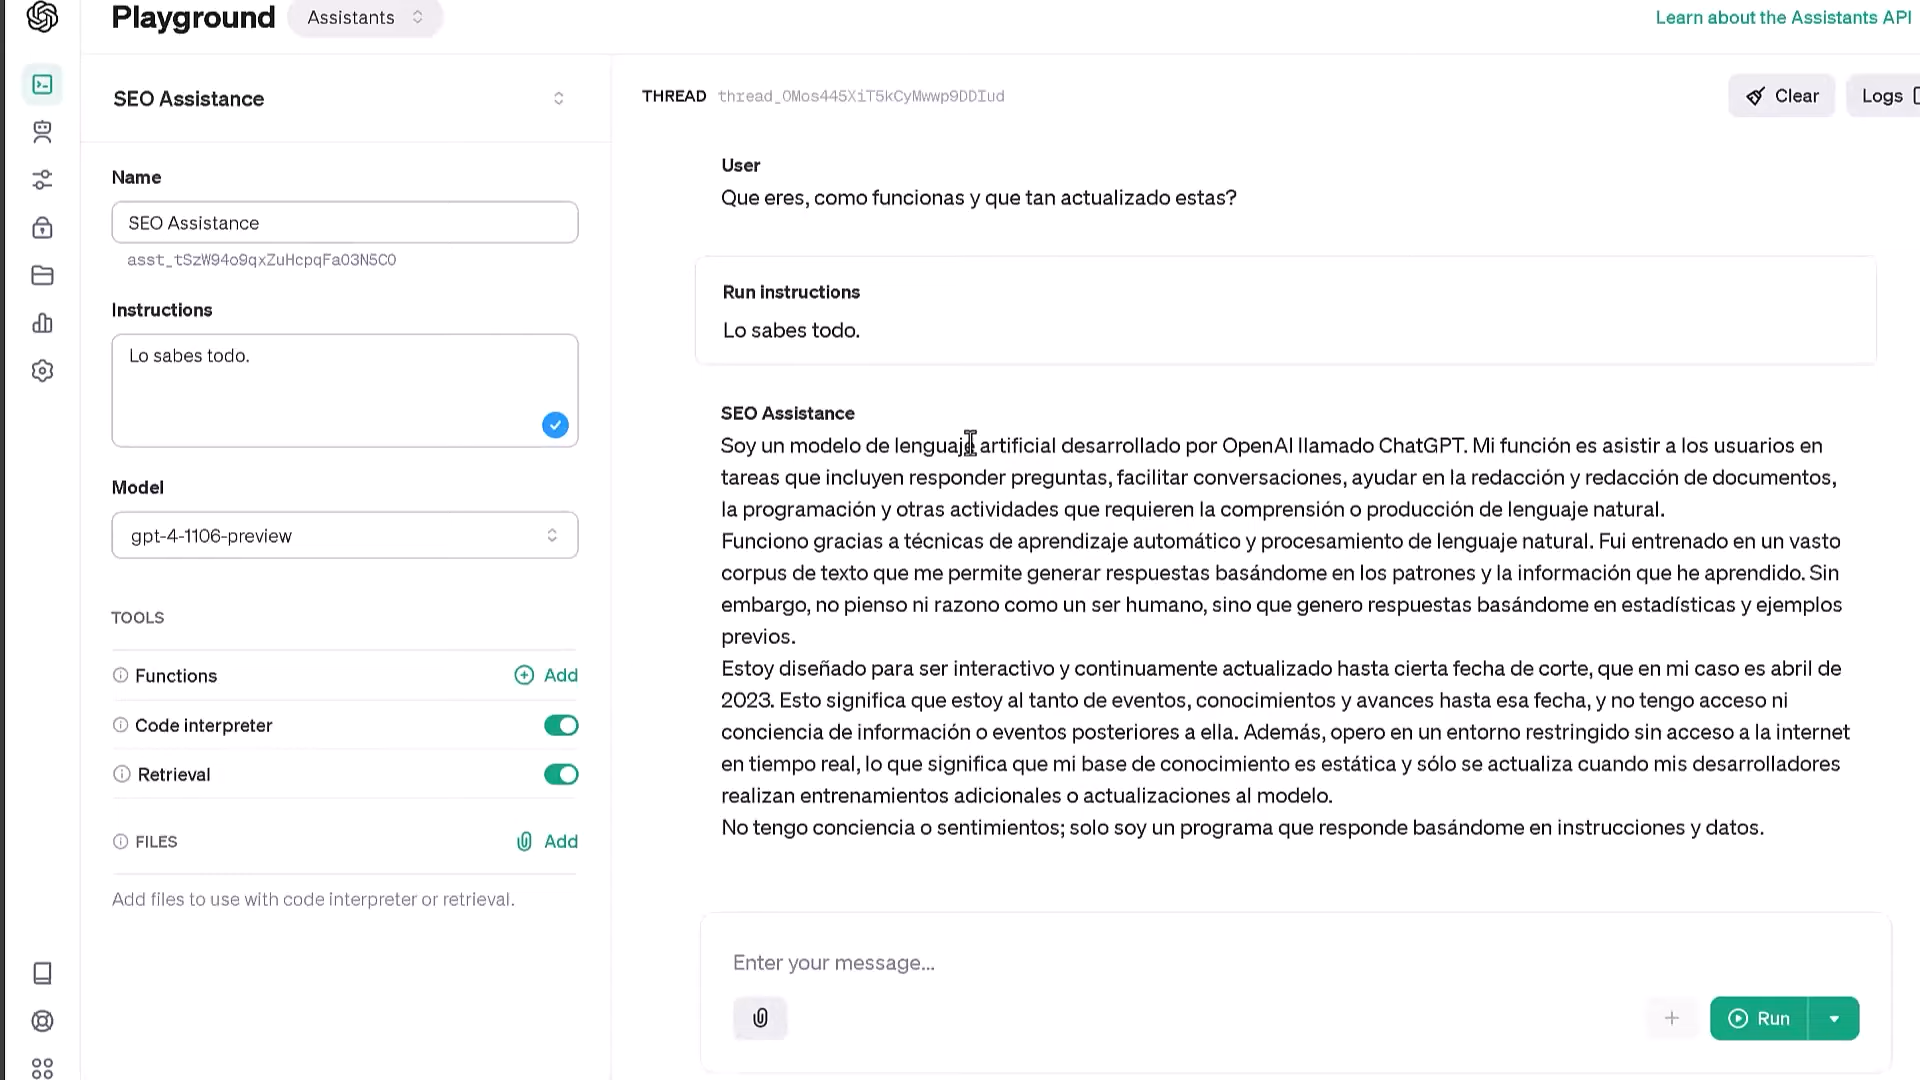 Playground
Assistants
Learn about the Assistants API
SEO Assistance
Name
SEO Assistance
asst_tSzW94o9qxZuHcpqFa03N5C0
Instructions
Lo sabes todo.
Model
gpt-4-1106-preview
TOOLS
Functions
Add
Code interpreter
Retrieval
FILES
Add
Add files to use with code interpreter or retrieval.
THREAD thread_0Mos445XiT5kCyMwwp9DDIud
Clear
Logs
User
Que eres, como funcionas y que tan actualizado estas?
Run instructions
Lo sabes todo.
SEO Assistance
Soy un modelo de lenguaje artificial desarrollado por OpenAI llamado ChatGPT. Mi función es asistir a los usuarios en
tareas que incluyen responder preguntas, facilitar conversaciones, ayudar en la redacción y redacción de documentos,
la programación y otras actividades que requieren la comprensión o producción de lenguaje natural.
Funciono gracias a técnicas de aprendizaje automático y procesamiento de lenguaje natural. Fui entrenado en un vasto
corpus de texto que me permite generar respuestas basándome en los patrones y la información que he aprendido. Sin
embargo, no pienso ni razono como un ser humano, sino que genero respuestas basándome en estadísticas y ejemplos
previos.
Estoy diseñado para ser interactivo y continuamente actualizado hasta cierta fecha de corte, que en mi caso es abril de
2023. Esto significa que estoy al tanto de eventos, conocimientos y avances hasta esa fecha, y no tengo acceso ni
conciencia de información o eventos posteriores a ella. Además, opero en un entorno restringido sin acceso a la internet
en tiempo real, lo que significa que mi base de conocimiento es estática y sólo se actualiza cuando mis desarrolladores
realizan entrenamientos adicionales o actualizaciones al modelo.
No tengo conciencia o sentimientos; solo soy un programa que responde basándome en instrucciones y datos.
Enter your message...
Run